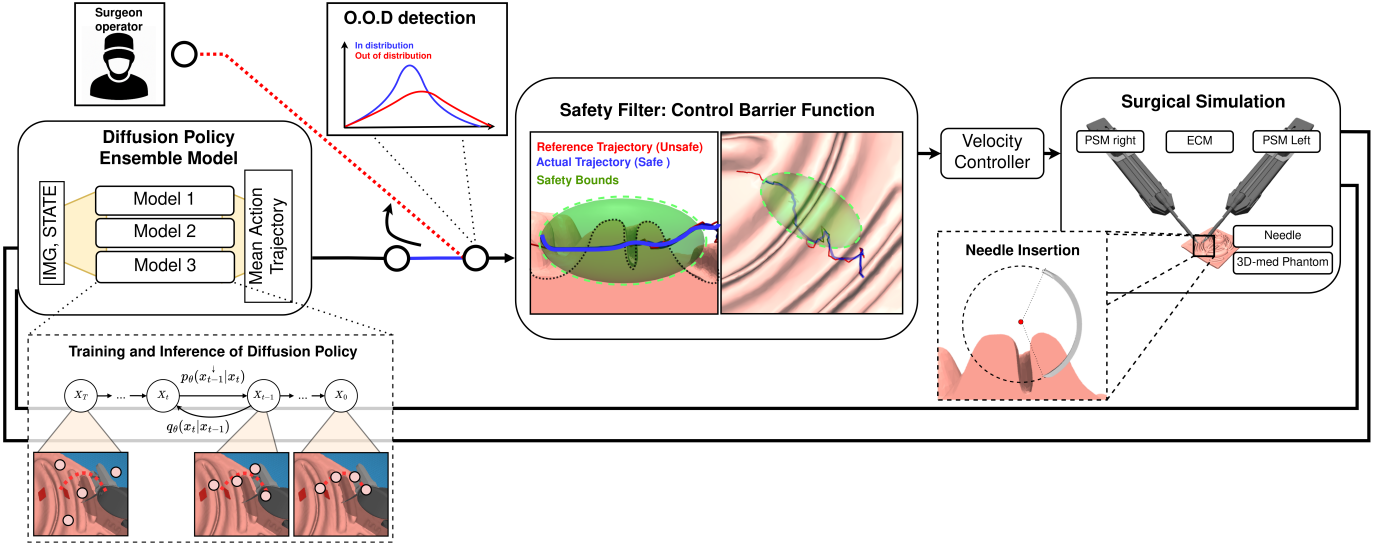 Surgeon
operator
O.O.D detection
In distribution
Out of distribution
Diffusion Policy
Ensemble Model
IMG, STATE
Model 1
Model 2
Model 3
Mean Action
Trajectory
Safety Filter: Control Barrier Function
Reference Trajectory (Unsafe)
Actual Trajectory (Safe )
Safety Bounds
Velocity
Controller
Surgical Simulation
PSM right
ECM
PSM Left
Needle
3D-med Phantom
Needle Insertion
Training and Inference of Diffusion Policy
X_T
...
X_t
p_θ(x_{t-1}|x_t)
q_θ(x_t|x_{t-1})
X_{t-1}
...
X_0